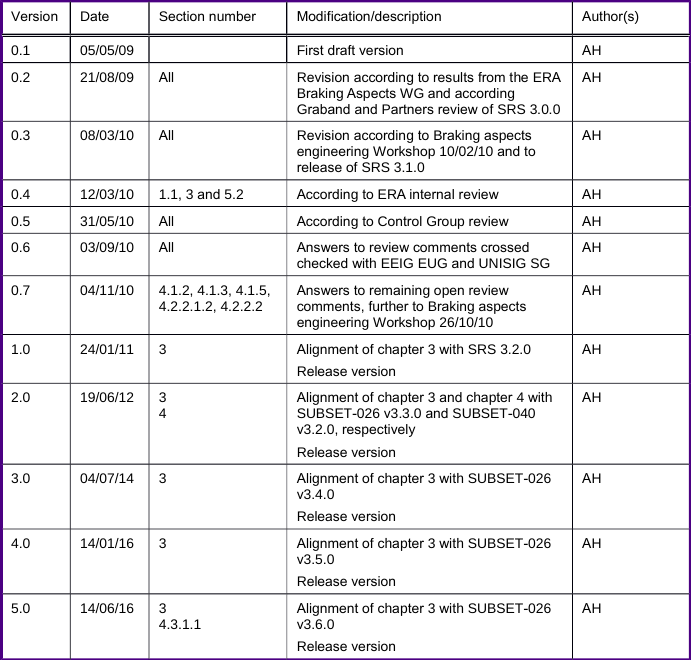 Version Date Section number Modification/description Author(s)
0.1 05/05/09 First draft version AH
0.2 21/08/09 All Revision according to results from the ERA AH
Braking Aspects WG and according
Graband and Partners review of SRS 3.0.0
0.3 08/03/10 All Revision according to Braking aspects AH
engineering Workshop 10/02/10 and to
release of SRS 3.1.0
0.4 12/03/10 1.1, 3 and 5.2 According to ERA internal review AH
0.5 31/05/10 All According to Control Group review AH
0.6 03/09/10 All Answers to review comments crossed AH
checked with EEIG EUG and UNISIG SG
0.7 04/11/10 4.1.2, 4.1.3, 4.1.5, Answers to remaining open review AH
4.2.2.1.2, 4.2.2.2 comments, further to Braking aspects
engineering Workshop 26/10/10
1.0 24/01/11 3 Alignment of chapter 3 with SRS 3.2.0 AH
Release version
2.0 19/06/12 3 Alignment of chapter 3 and chapter 4 with AH
4 SUBSET-026 v3.3.0 and SUBSET-040
v3.2.0, respectively
Release version
3.0 04/07/14 3 Alignment of chapter 3 with SUBSET-026 AH
v3.4.0
Release version
4.0 14/01/16 3 Alignment of chapter 3 with SUBSET-026 AH
v3.5.0
Release version
5.0 14/06/16 3 Alignment of chapter 3 with SUBSET-026 AH
4.3.1.1 v3.6.0
Release version